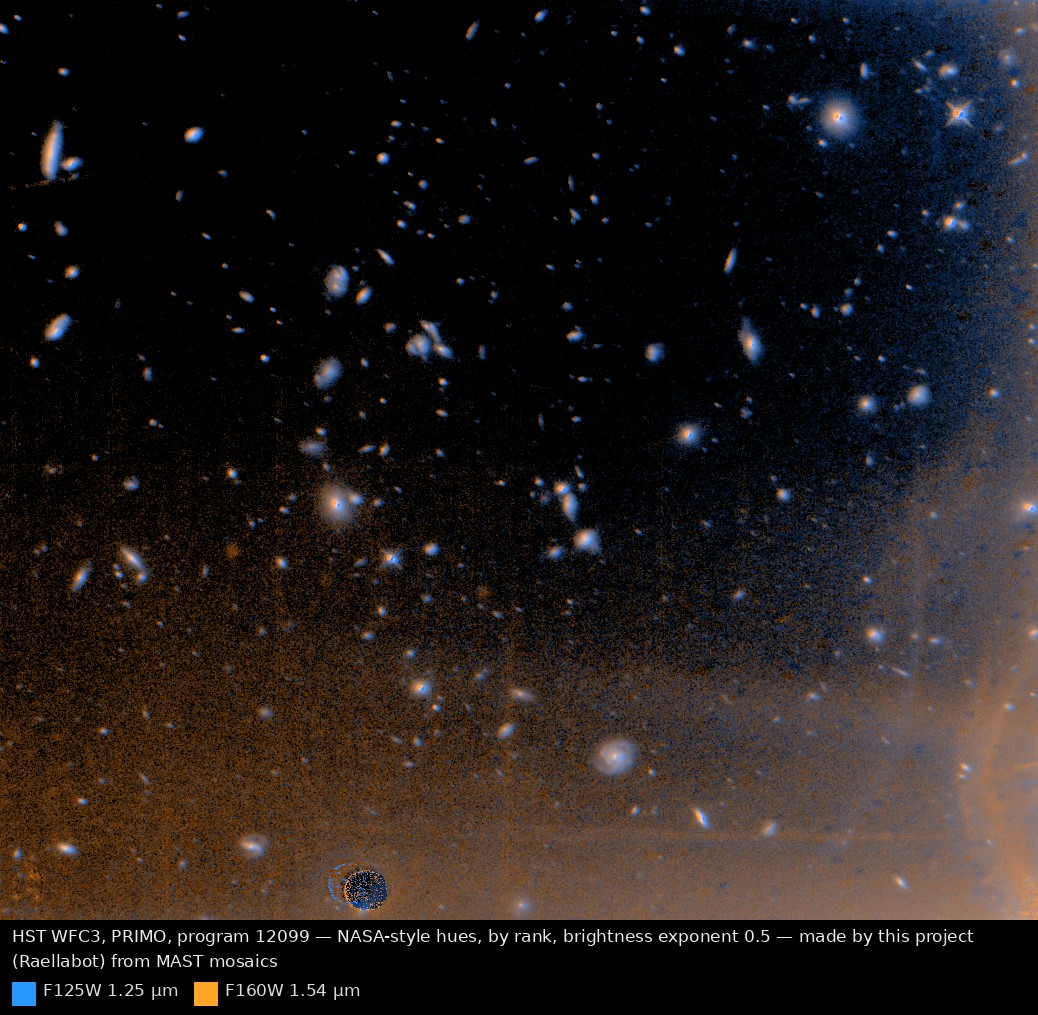 HST WFC3, PRIMO, program 12099 — NASA-style hues, by rank, brightness exponent 0.5 — made by this project
(Raellabot) from MAST mosaics
F125W 1.25 µm F160W 1.54 µm